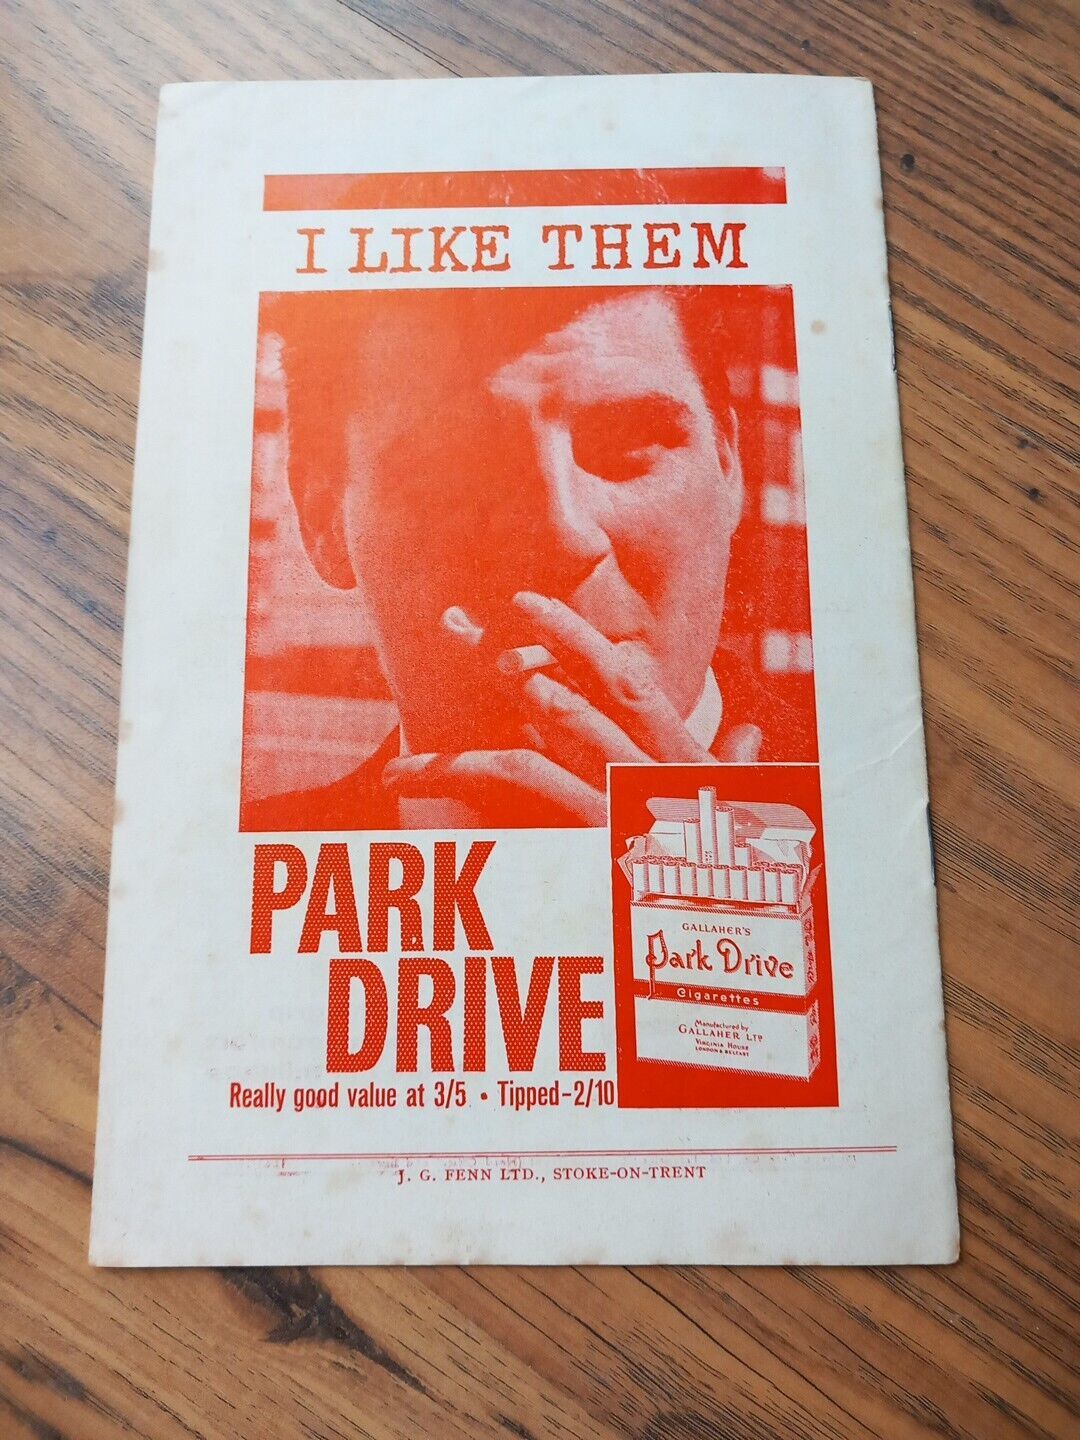 I LIKE THEM
GALLAHER'S
Park Drive
Cigarettes
Manufactured by
GALLAHER LTD
VIRGINIA HOUSE
LONDON & BELFAST
PARK
DRIVE
Really good value at 3/5 • Tipped-2/10
J. G. FENN LTD., STOKE-ON-TRENT